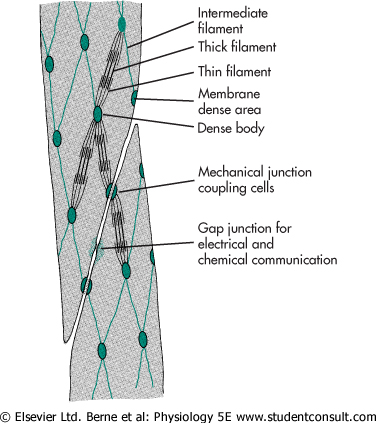 Intermediate
filament
Thick filament
Thin filament
Membrane
dense area
Dense body
Mechanical junction
coupling cells
Gap junction for
electrical and
chemical communication
© Elsevier Ltd. Berne et al: Physiology 5E www.studentconsult.com